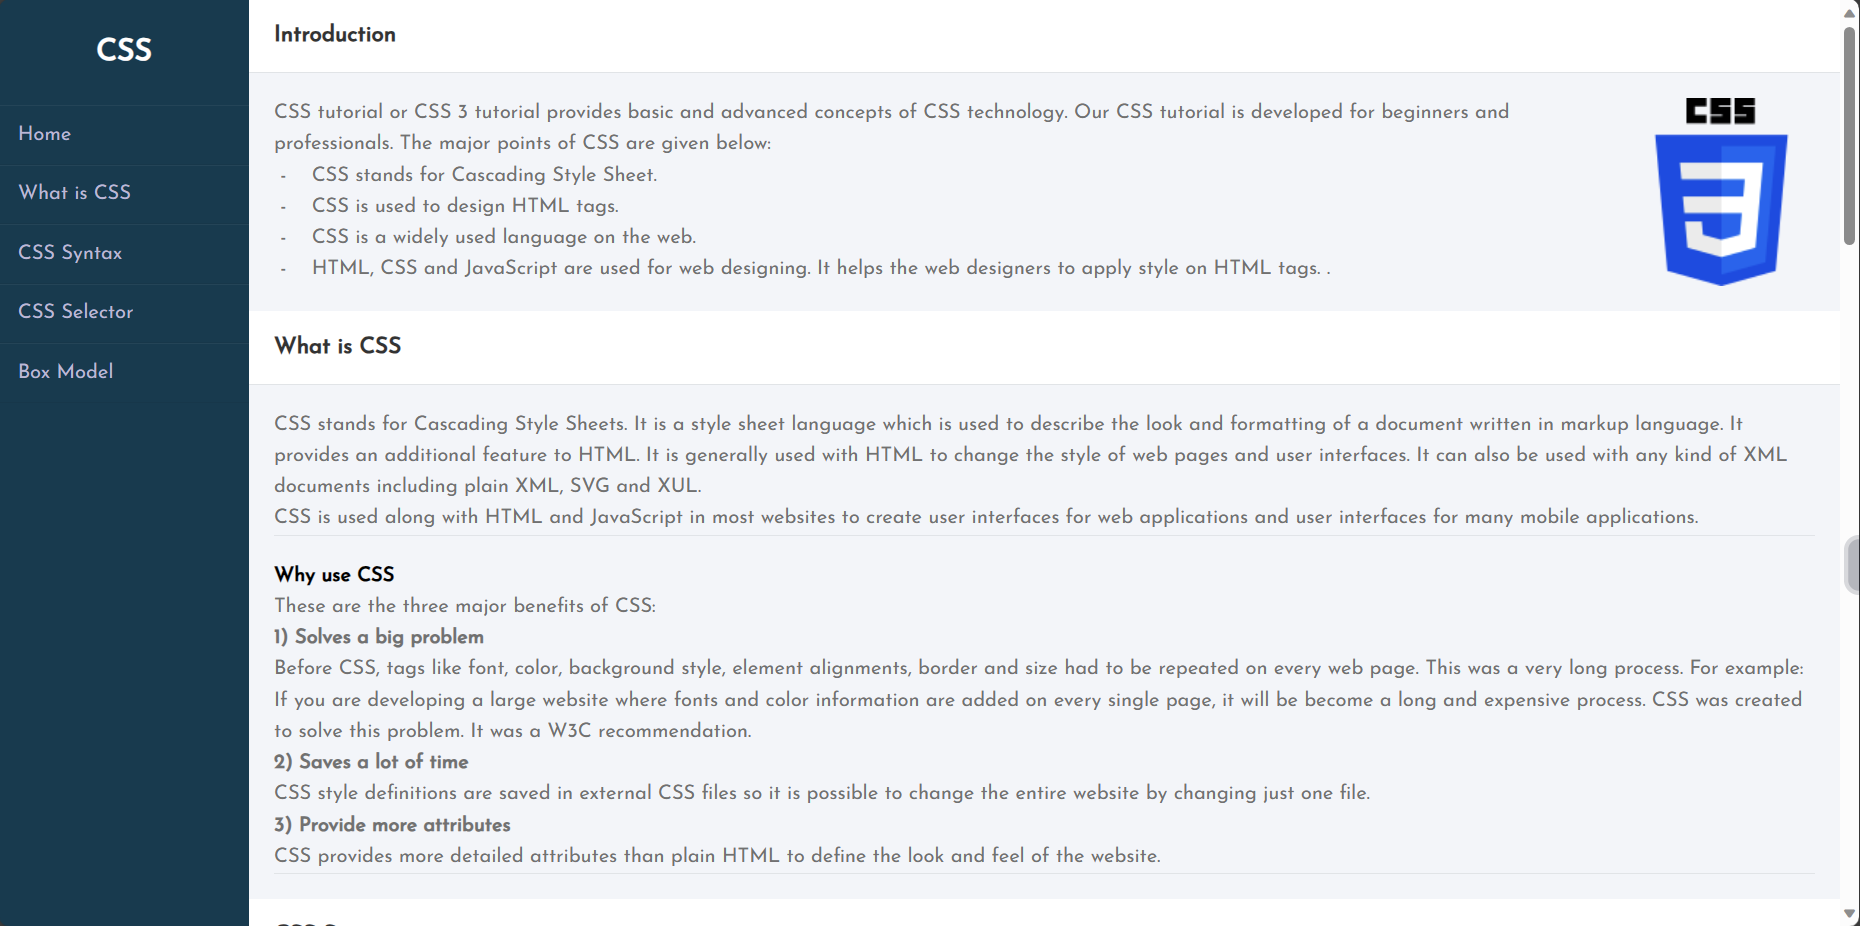 CSS
Home
What is CSS
CSS Syntax
CSS Selector
Box Model
Introduction
CSS tutorial or CSS 3 tutorial provides basic and advanced concepts of CSS technology. Our CSS tutorial is developed for beginners and
professionals. The major points of CSS are given below:
- CSS stands for Cascading Style Sheet.
- CSS is used to design HTML tags.
- CSS is a widely used language on the web.
- HTML, CSS and JavaScript are used for web designing. It helps the web designers to apply style on HTML tags. .
CSS
3
What is CSS
CSS stands for Cascading Style Sheets. It is a style sheet language which is used to describe the look and formatting of a document written in markup language. It
provides an additional feature to HTML. It is generally used with HTML to change the style of web pages and user interfaces. It can also be used with any kind of XML
documents including plain XML, SVG and XUL.
CSS is used along with HTML and JavaScript in most websites to create user interfaces for web applications and user interfaces for many mobile applications.
Why use CSS
These are the three major benefits of CSS:
1) Solves a big problem
Before CSS, tags like font, color, background style, element alignments, border and size had to be repeated on every web page. This was a very long process. For example:
If you are developing a large website where fonts and color information are added on every single page, it will be become a long and expensive process. CSS was created
to solve this problem. It was a W3C recommendation.
2) Saves a lot of time
CSS style definitions are saved in external CSS files so it is possible to change the entire website by changing just one file.
3) Provide more attributes
CSS provides more detailed attributes than plain HTML to define the look and feel of the website.